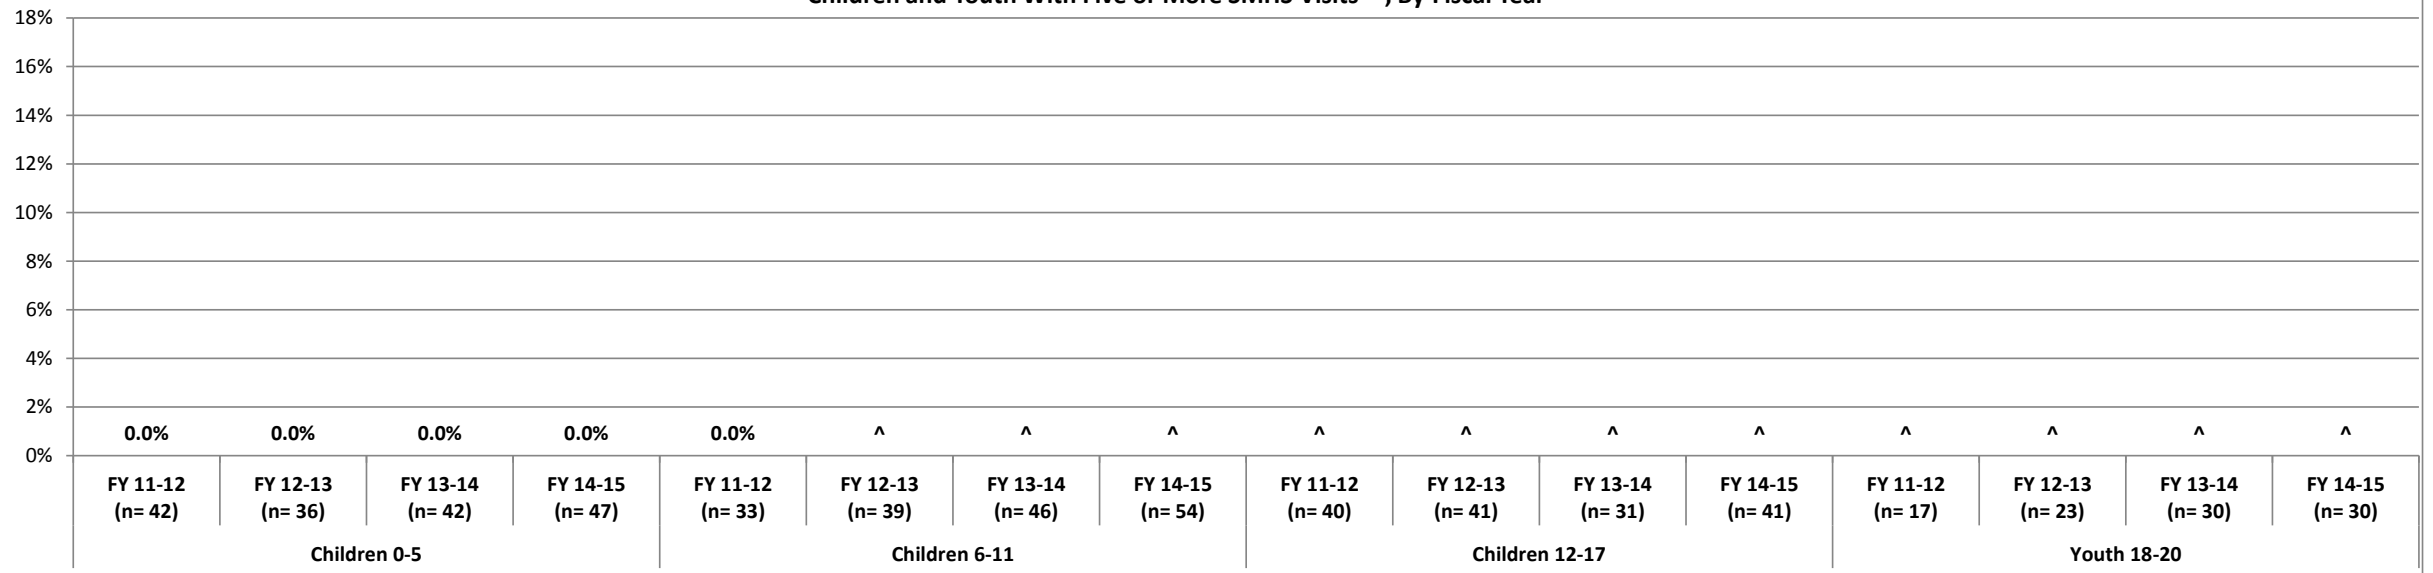 18%
16%
14%
12%
10%
8%
6%
4%
2%
0%
0.0% 0.0% 0.0% 0.0% 0.0% ^ ^ ^ ^ ^ ^ ^ ^ ^ ^ ^
FY 11-12 FY 12-13 FY 13-14 FY 14-15 FY 11-12 FY 12-13 FY 13-14 FY 14-15 FY 11-12 FY 12-13 FY 13-14 FY 14-15 FY 11-12 FY 12-13 FY 13-14 FY 14-15
(n= 42) (n= 36) (n= 42) (n= 47) (n= 33) (n= 39) (n= 46) (n= 54) (n= 40) (n= 41) (n= 31) (n= 41) (n= 17) (n= 23) (n= 30) (n= 30)
Children 0-5 Children 6-11 Children 12-17 Youth 18-20